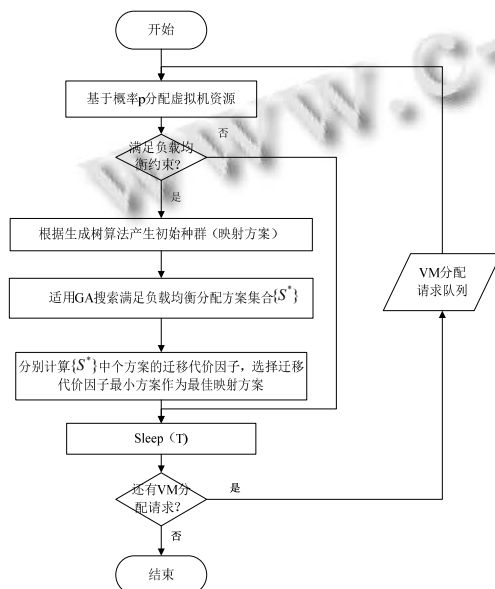 开始
基于概率p分配虚拟机资源
否
满足负载均
衡约束？
是
根据生成树算法产生初始种群（映射方案）
适用GA搜索满足负载均衡分配方案集合{S*}
VM分配
请求队列
分别计算{S*}中个方案的迁移代价因子，选择迁移
代价因子最小方案作为最佳映射方案
Sleep（T）
还有VM分
配请求？
是
否
结束
www.c